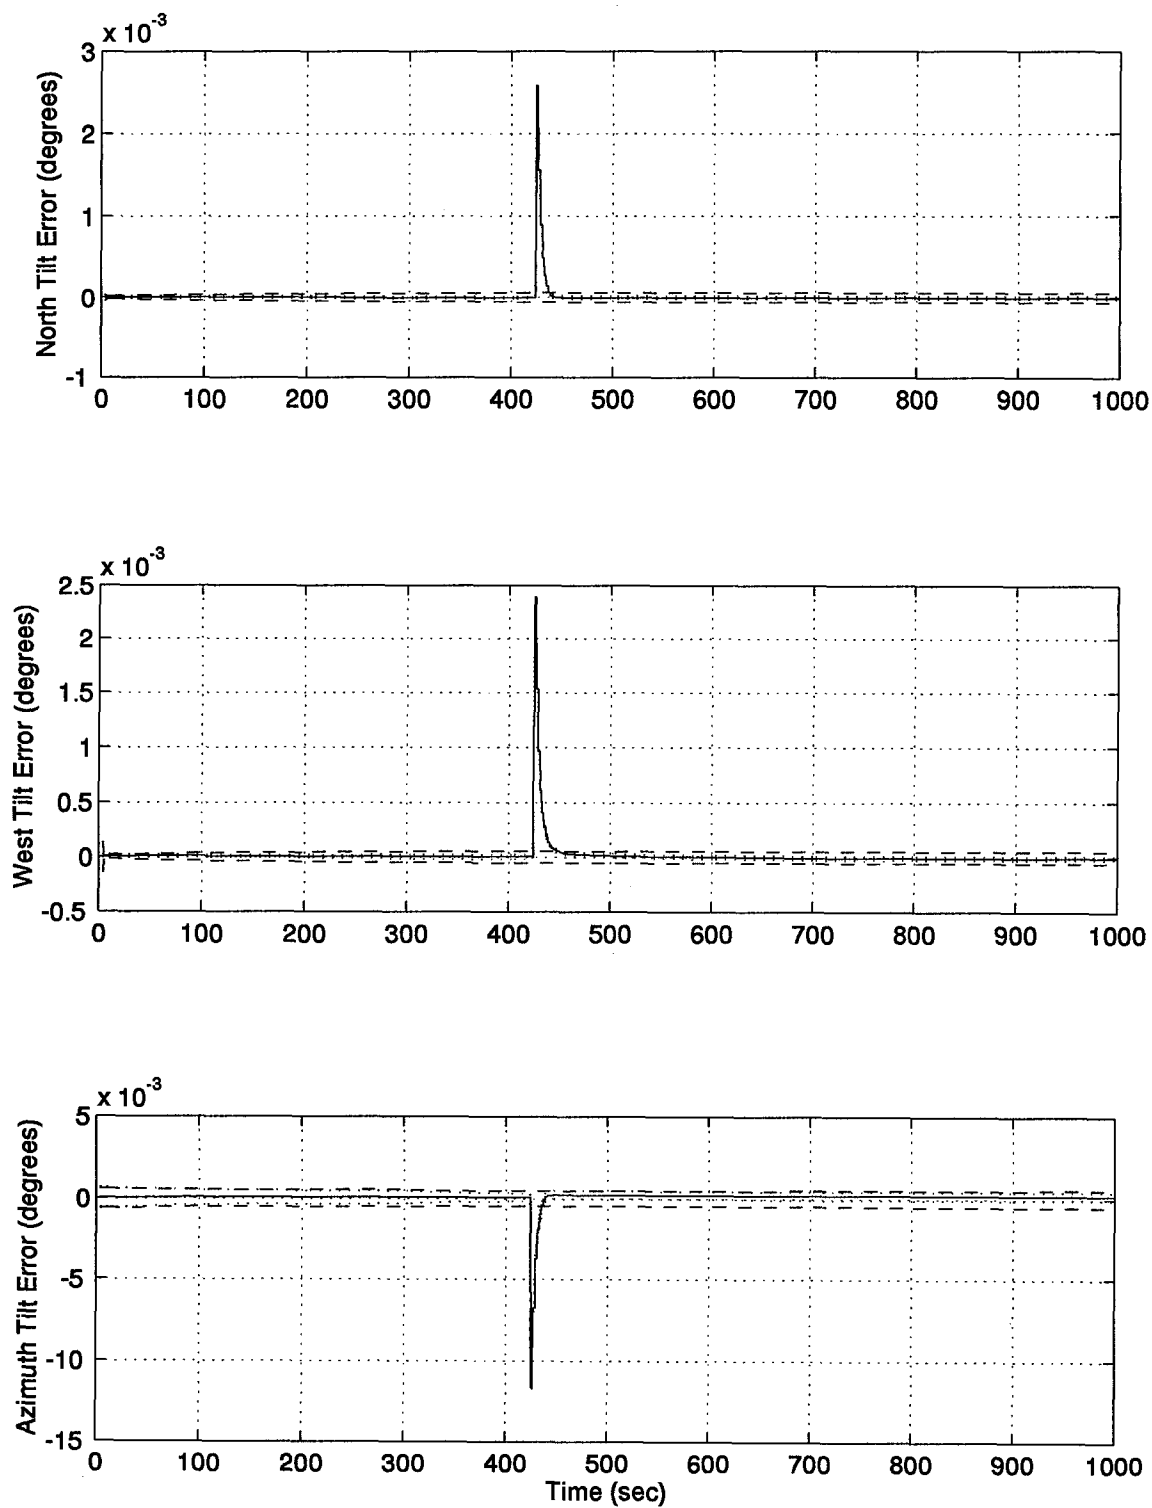 x 10-3
3
2
1
0
-1
North Tilt Error (degrees)
0 100 200 300 400 500 600 700 800 900 1000
x 10-3
2.5
2
1.5
1
0.5
0
-0.5
West Tilt Error (degrees)
0 100 200 300 400 500 600 700 800 900 1000
x 10-3
5
0
-5
-10
-15
Azimuth Tilt Error (degrees)
0 100 200 300 400 500 600 700 800 900 1000
Time (sec)